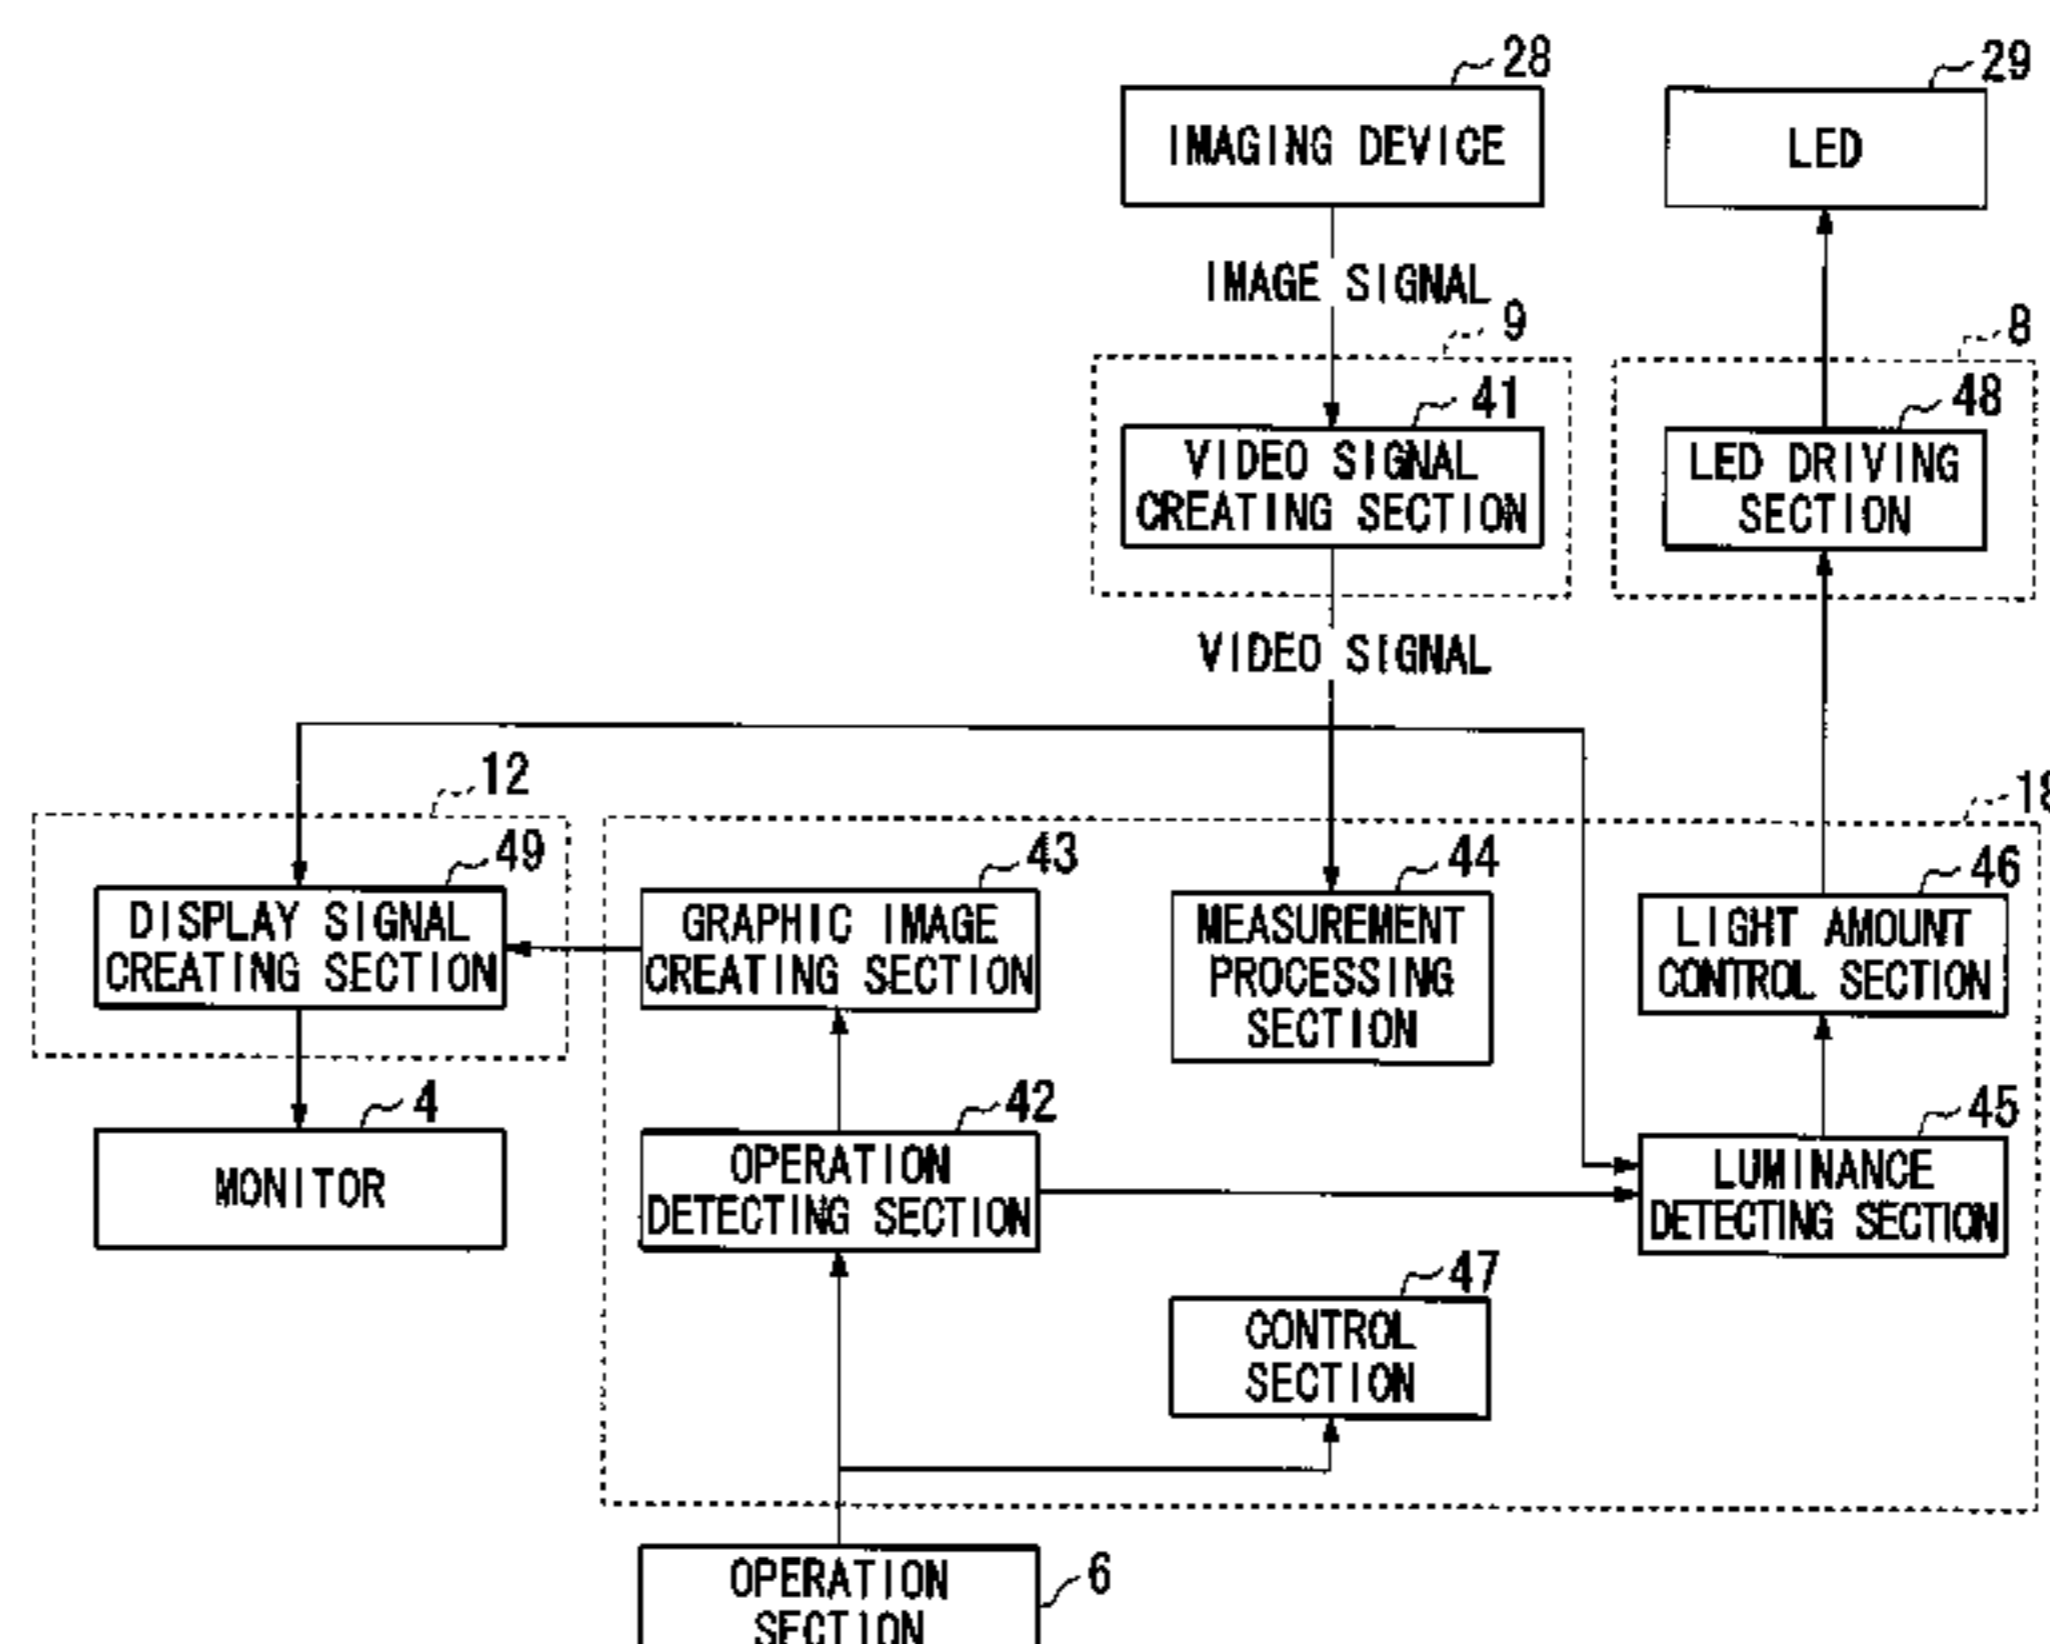 28
29
IMAGING DEVICE
LED
IMAGE SIGNAL
9
8
41
48
VIDEO SIGNAL
CREATING SECTION
LED DRIVING
SECTION
VIDEO SIGNAL
12
18
49
43
44
46
DISPLAY SIGNAL
CREATING SECTION
GRAPHIC IMAGE
CREATING SECTION
MEASUREMENT
PROCESSING
SECTION
LIGHT AMOUNT
CONTROL SECTION
4
42
45
MONITOR
OPERATION
DETECTING SECTION
LUMINANCE
DETECTING SECTION
47
CONTROL
SECTION
6
OPERATION
SECTION